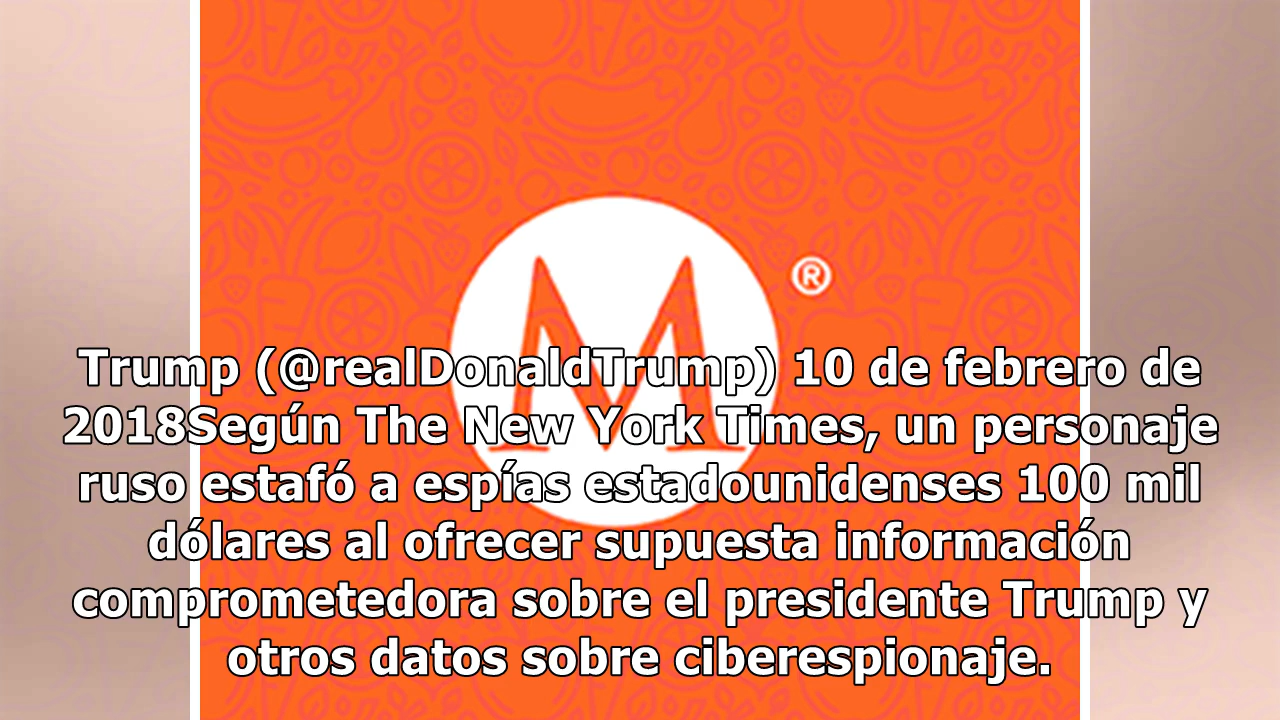 M
®
Trump (@realDonaldTrump) 10 de febrero de
2018Según The New York Times, un personaje
ruso estafó a espías estadounidenses 100 mil
dólares al ofrecer supuesta información
comprometedora sobre el presidente Trump y
otros datos sobre ciberespionaje.